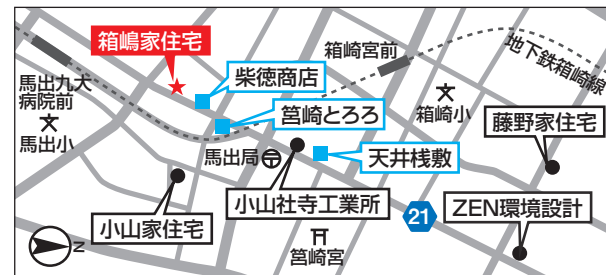 箱嶋家住宅
柴徳商店
箱崎宮前
地下鉄箱崎線
馬出九大
病院前
馬出小
筥崎とろろ
箱崎小
藤野家住宅
馬出局
天井桟敷
小山家住宅
小山社寺工業所
21
ZEN環境設計
筥崎宮
N